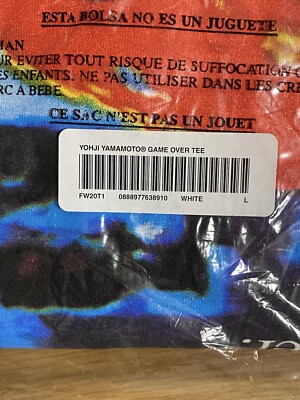 ESTA BOLSA NO ES UN JUGUETE
UR EVITER TOUT RISQUE DE SUFFOCATION
ES ENFANTS. NE PAS UTILISER DANS LES
RC A BEBE.
CE SAC N'EST PAS UN JOUET
YOHJI YAMAMOTO® GAME OVER TEE
FW20T1 0888977638910 WHITE L